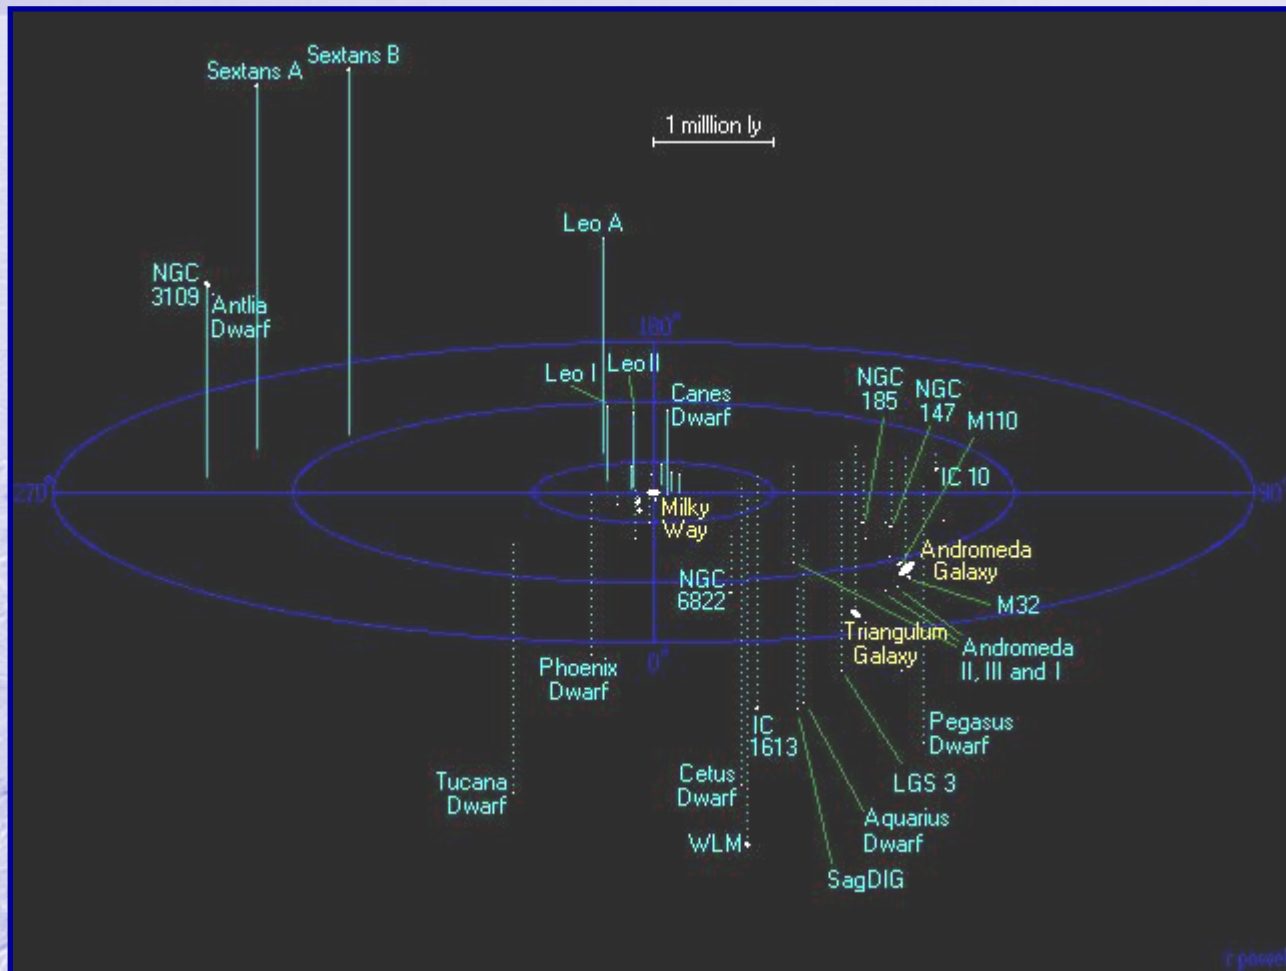 Sextans B
Sextans A
1 milllion ly
Leo A
NGC
3109
Antlia
Dwarf
180°
Leo II
Leo I
Canes
Dwarf
NGC
185
NGC
147
M110
IC 10
270°
90°
Milky
Way
Andromeda
Galaxy
NGC
6822
M32
Triangulum
Galaxy
Andromeda
II, III and I
0°
Phoenix
Dwarf
IC
1613
Pegasus
Dwarf
Tucana
Dwarf
Cetus
Dwarf
LGS 3
Aquarius
Dwarf
WLM
SagDIG